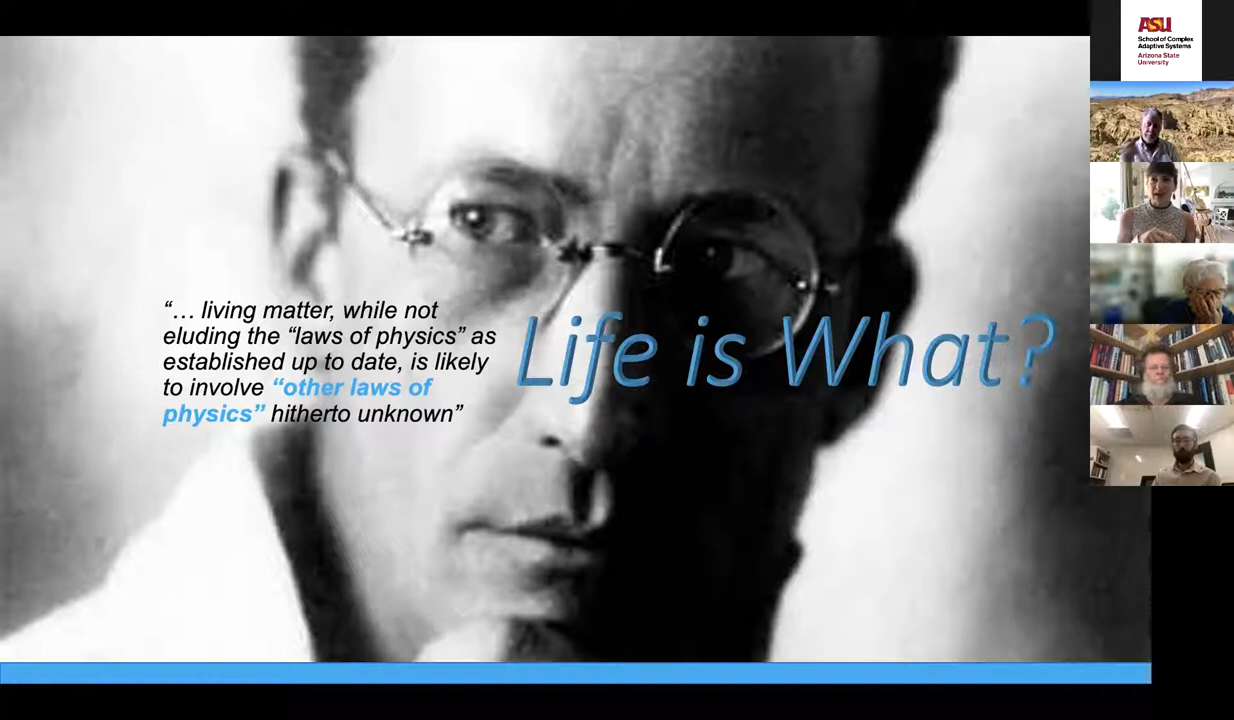 “… living matter, while not
eluding the “laws of physics” as
established up to date, is likely
to involve “other laws of
physics” hitherto unknown”
Life is What?
ASU
School of Complex
Adaptive Systems
Arizona State
University